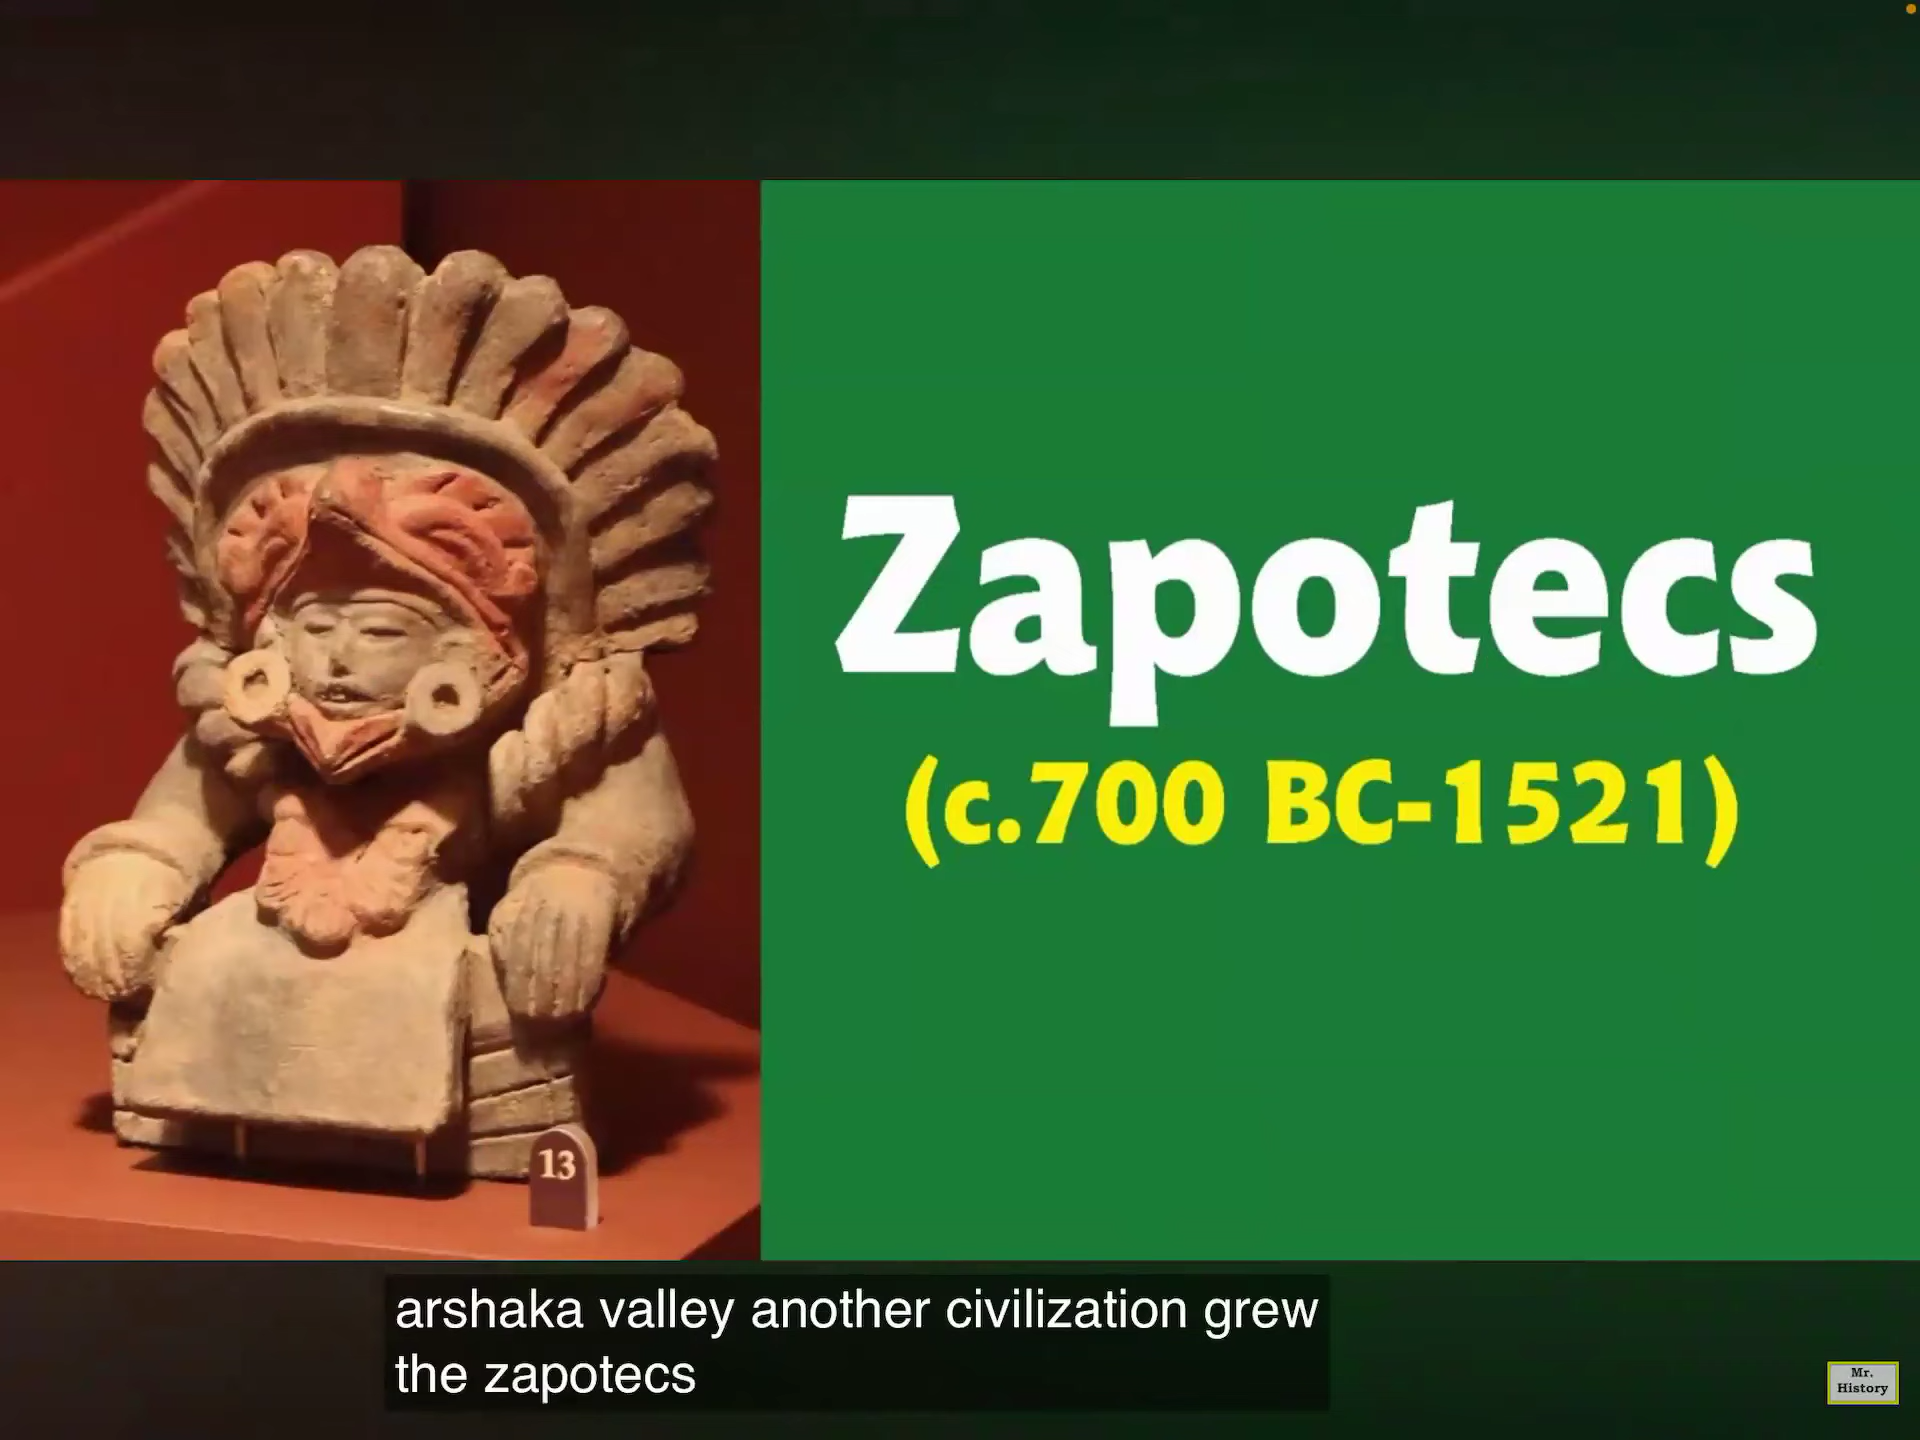 Zapotecs
(c.700 BC-1521)
13
arshaka valley another civilization grew
the zapotecs
Mr.
History